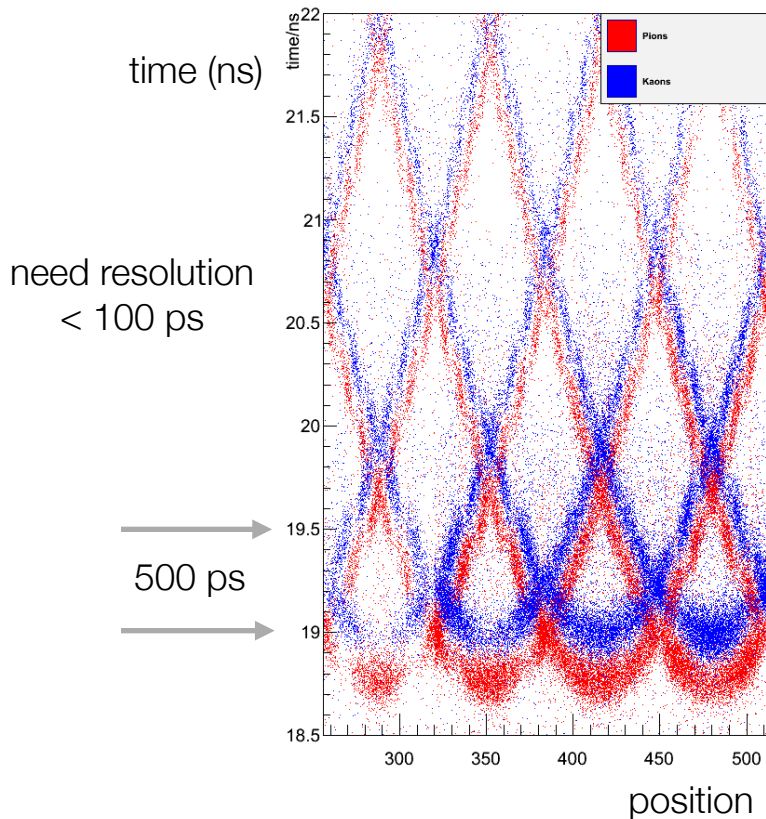 22
time/ns
Pions
Kaons
time (ns)
21.5
21
need resolution
< 100 ps
20.5
20
19.5
500 ps
19
18.5
300
350
400
450
500
position